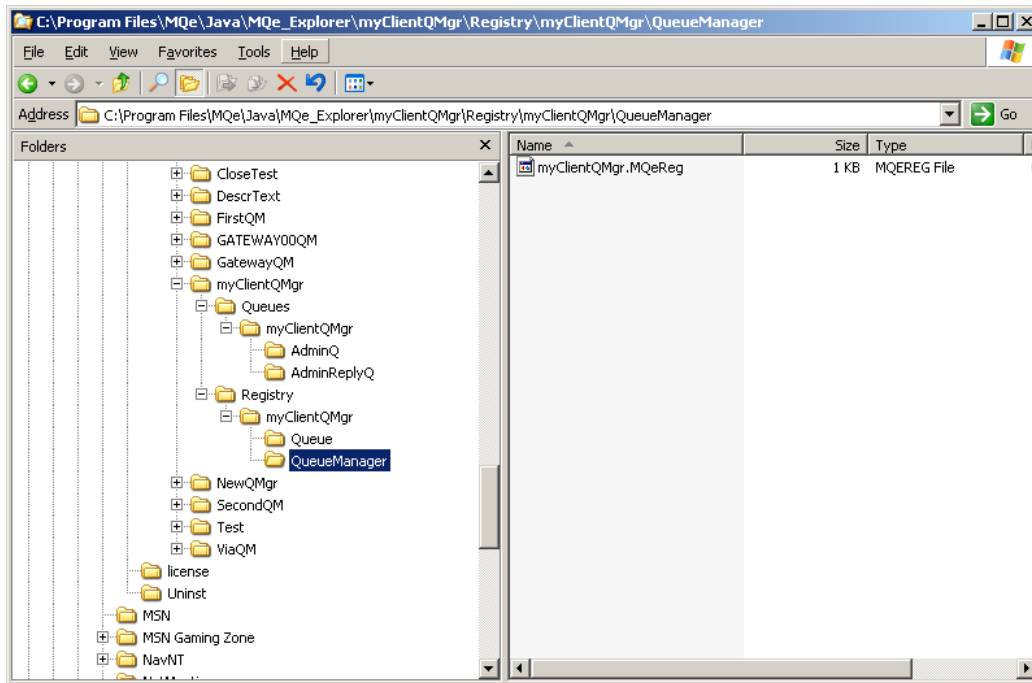 C:\Program Files\MQe\Java\MQe_Explorer\myClientQMgr\Registry\myClientQMgr\QueueManager
File Edit View Favorites Tools Help
Address C:\Program Files\MQe\Java\MQe_Explorer\myClientQMgr\Registry\myClientQMgr\QueueManager Go
Folders
Name Size Type
CloseTest
DescrText
FirstQM
GATEWAY00QM
GatewayQM
myClientQMgr
Queues
myClientQMgr
AdminQ
AdminReplyQ
Registry
myClientQMgr
Queue
QueueManager
NewQMgr
SecondQM
Test
ViaQM
license
Uninst
MSN
MSN Gaming Zone
NavNT
myClientQMgr.MQeReg 1 KB MQEREG File